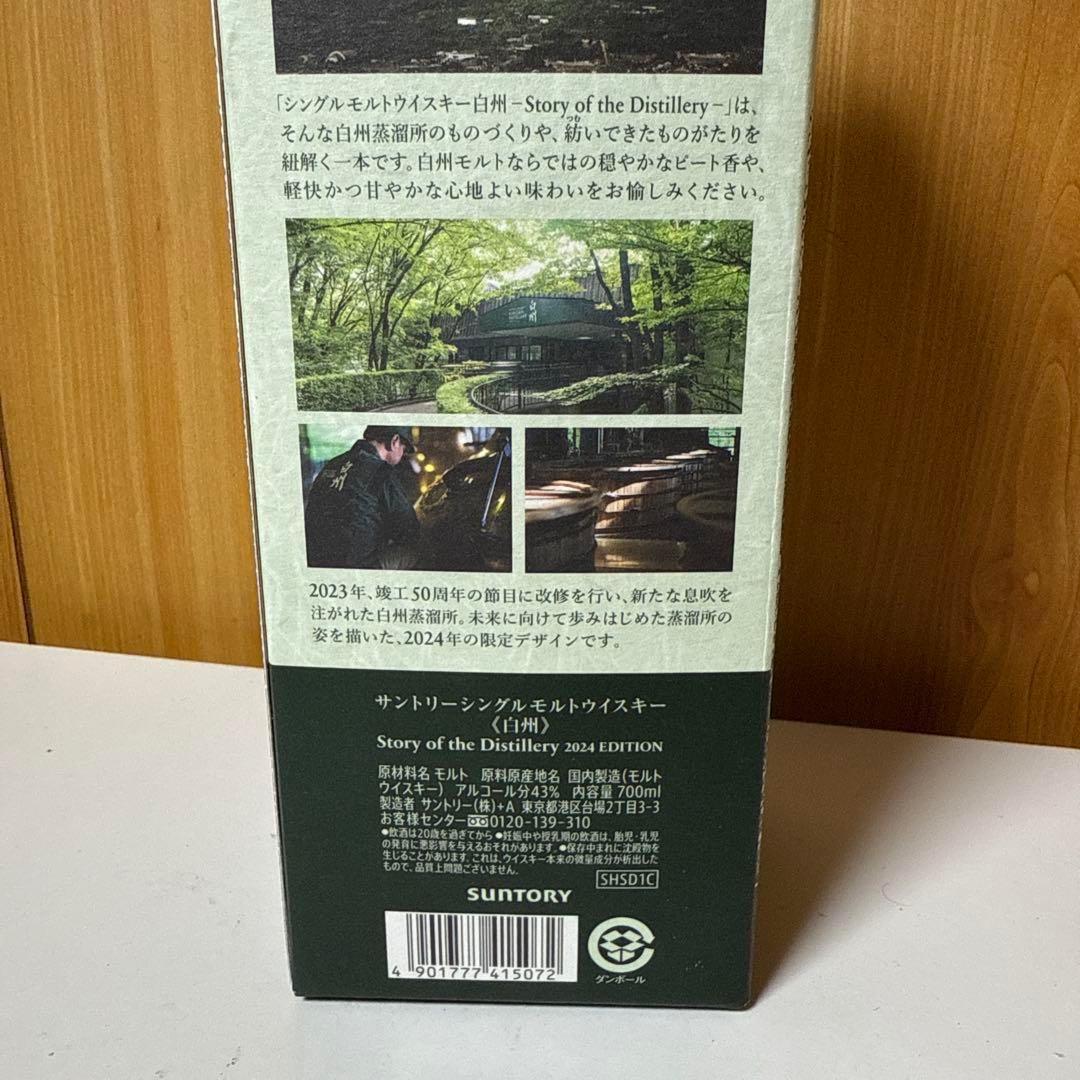 「シングルモルトウイスキー白州－Story of the Distillery－」は、
そんな白州蒸溜所のものづくりや、紡いできたものがたりを
つむ
紐解く一本です。白州モルトならではの穏やかなピート香や、
軽快かつ甘やかな心地よい味わいをお愉しみください。
白州
白州
2023年、竣工50周年の節目に改修を行い、新たな息吹を
注がれた白州蒸溜所。未来に向けて歩みはじめた蒸溜所の
姿を描いた、2024年の限定デザインです。
サントリーシングルモルトウイスキー
《白州》
Story of the Distillery 2024 EDITION
原材料名 モルト 原料原産地名 国内製造(モルト
ウイスキー) アルコール分43% 内容量 700ml
製造者 サントリー(株)+A 東京都港区台場2丁目3-3
お客様センター 0120-139-310
●飲酒は20歳を過ぎてから ●妊娠中や授乳期の飲酒は、胎児・乳児
の発育に悪影響を与えるおそれがあります。●保存中まれに沈殿物を
生じることがあります。これは、ウイスキー本来の微量成分が析出した
もので、品質上問題ございません。
SHSD1C
SUNTORY
4 901777 415072
ダンボール